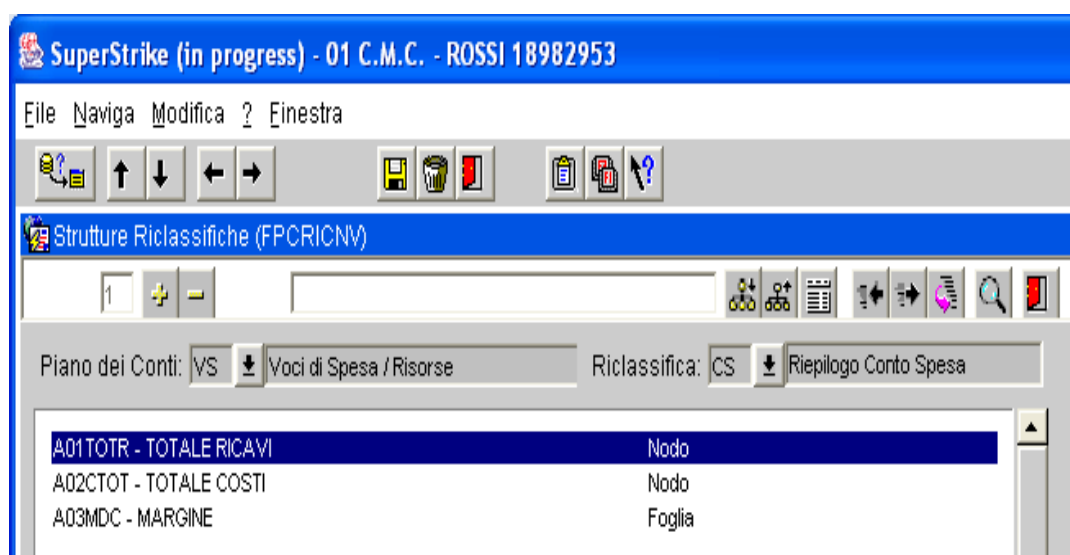 SuperStrike (in progress) - 01 C.M.C. - ROSSI 18982953
File Naviga Modifica ? Finestra
Strutture Riclassifiche (FPCRICNV)
1
Piano dei Conti: VS Voci di Spesa / Risorse Riclassifica: CS Riepilogo Conto Spesa
A01TOTR - TOTALE RICAVI Nodo
A02CTOT - TOTALE COSTI Nodo
A03MDC - MARGINE Foglia